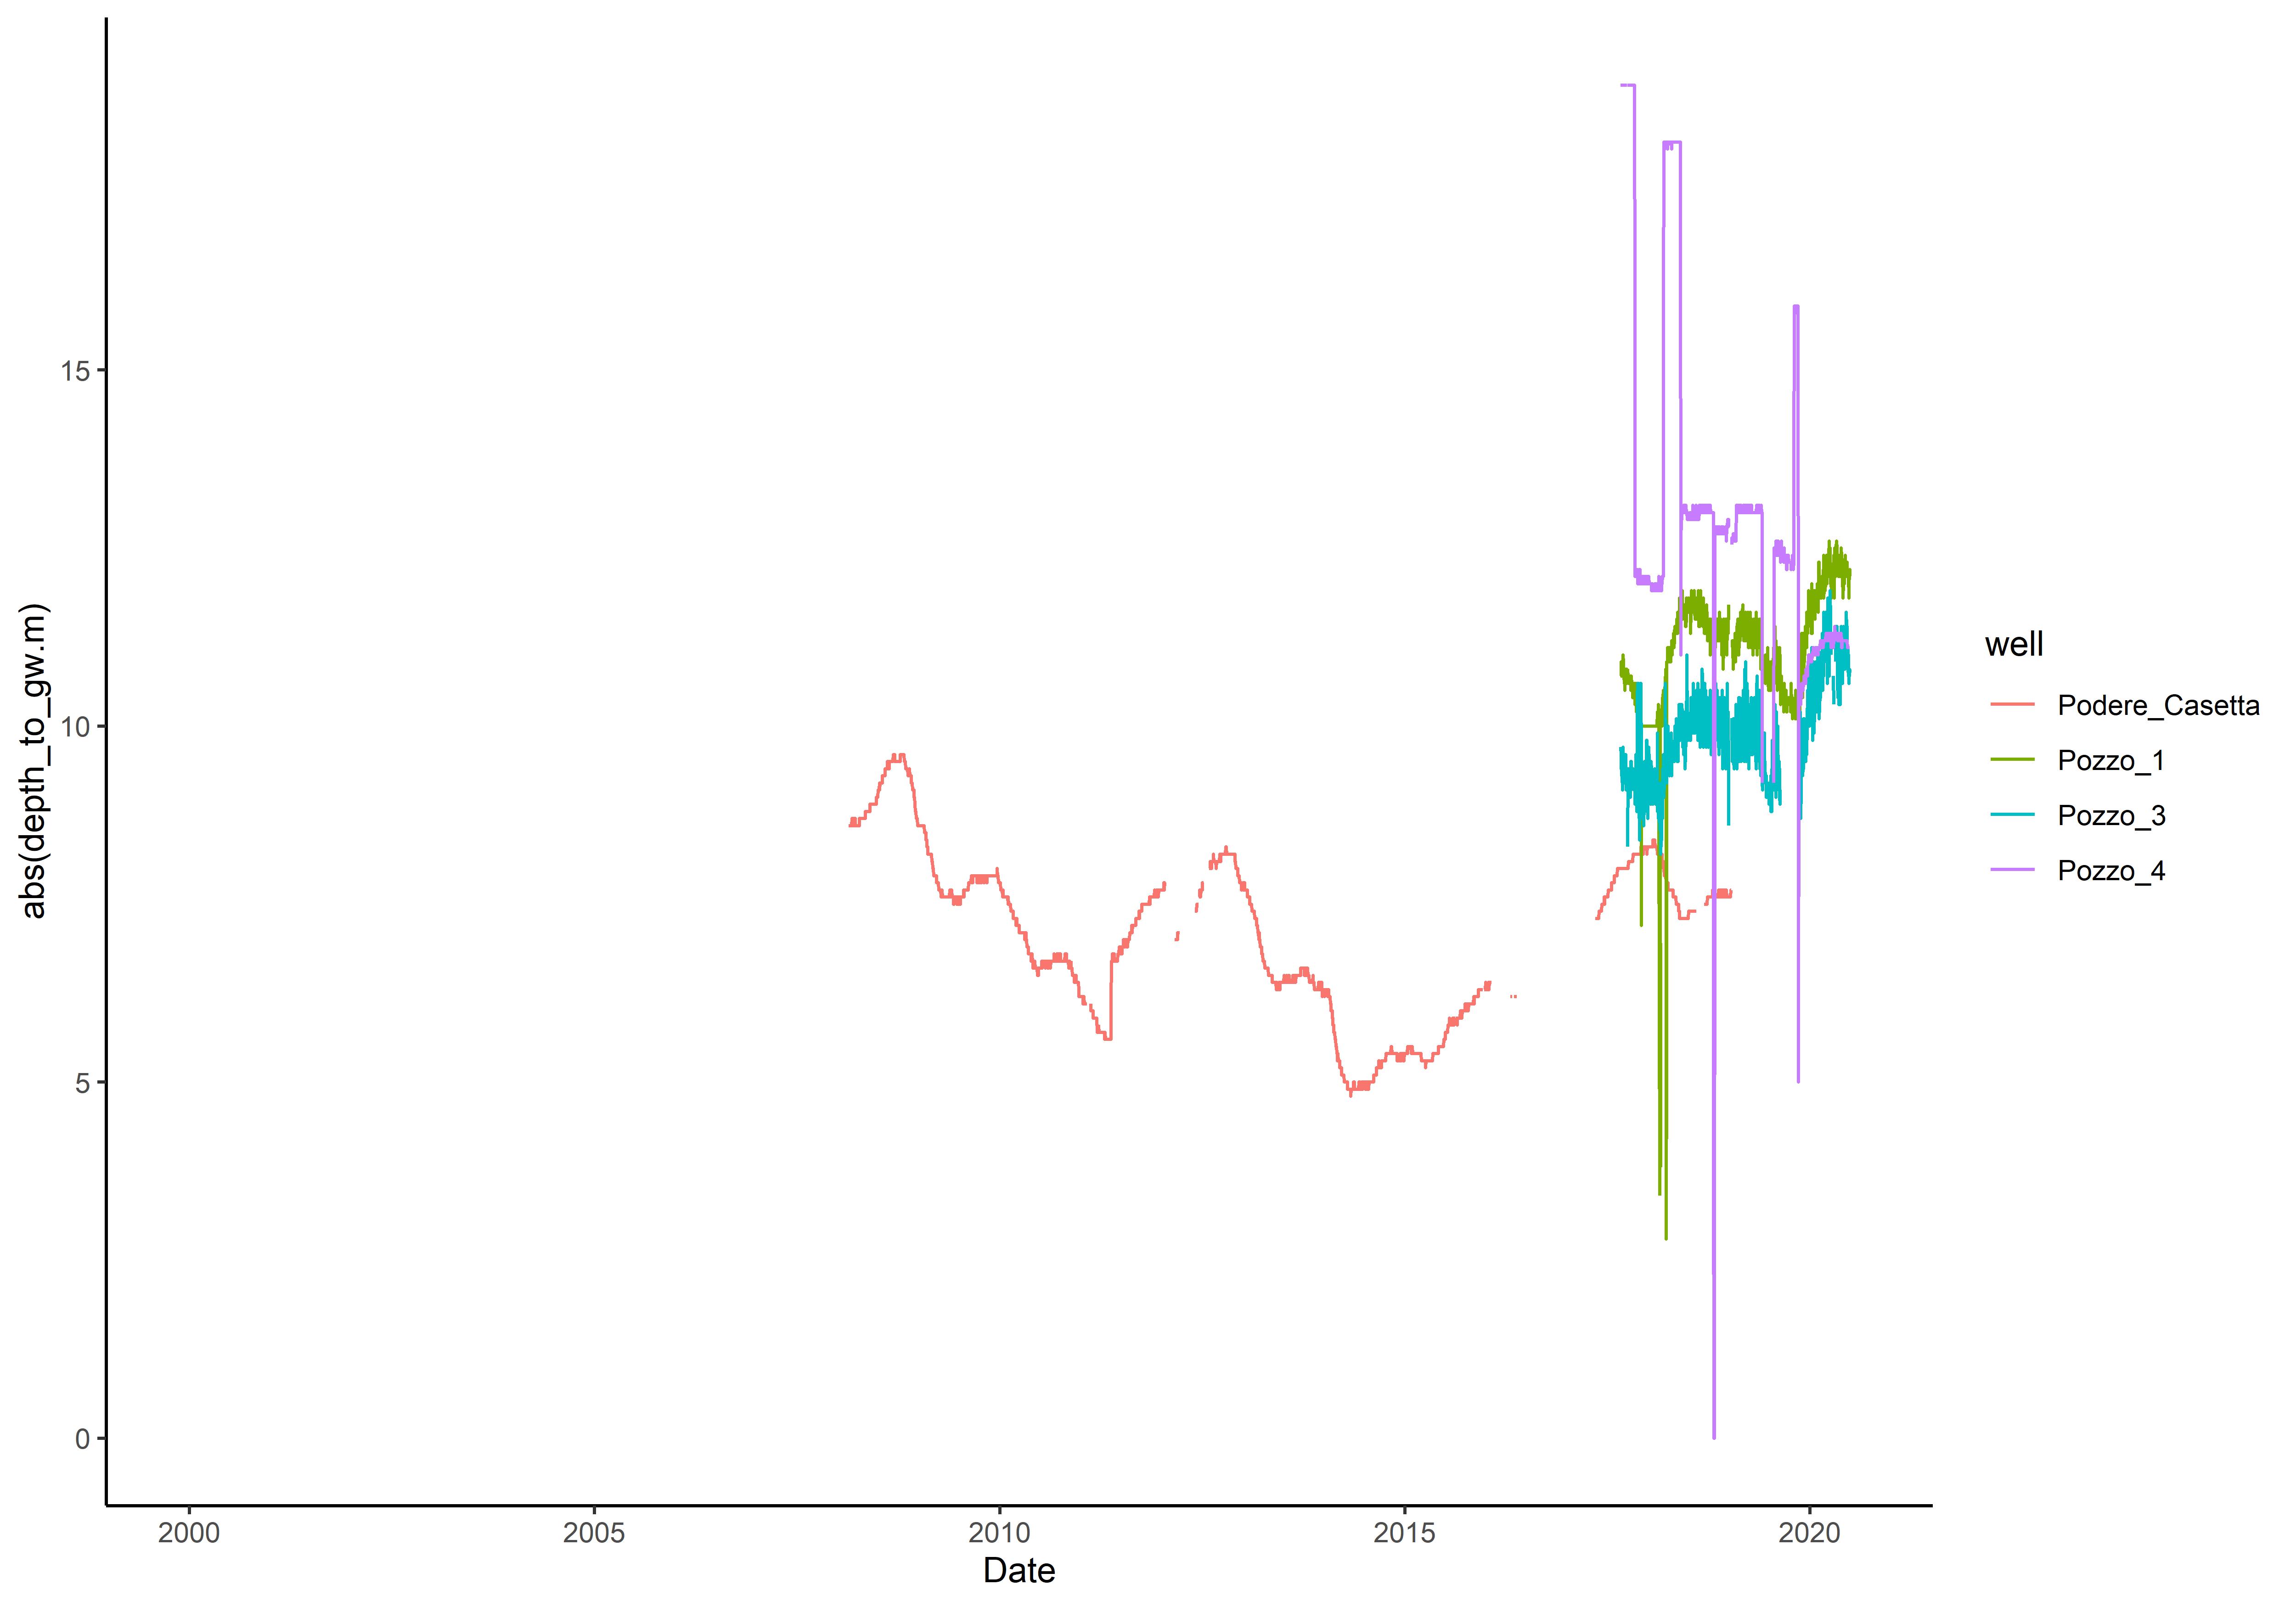 abs(depth_to_gw.m)
15
10
5
0
2000 2005 2010 2015 2020
Date
well
Podere_Casetta
Pozzo_1
Pozzo_3
Pozzo_4